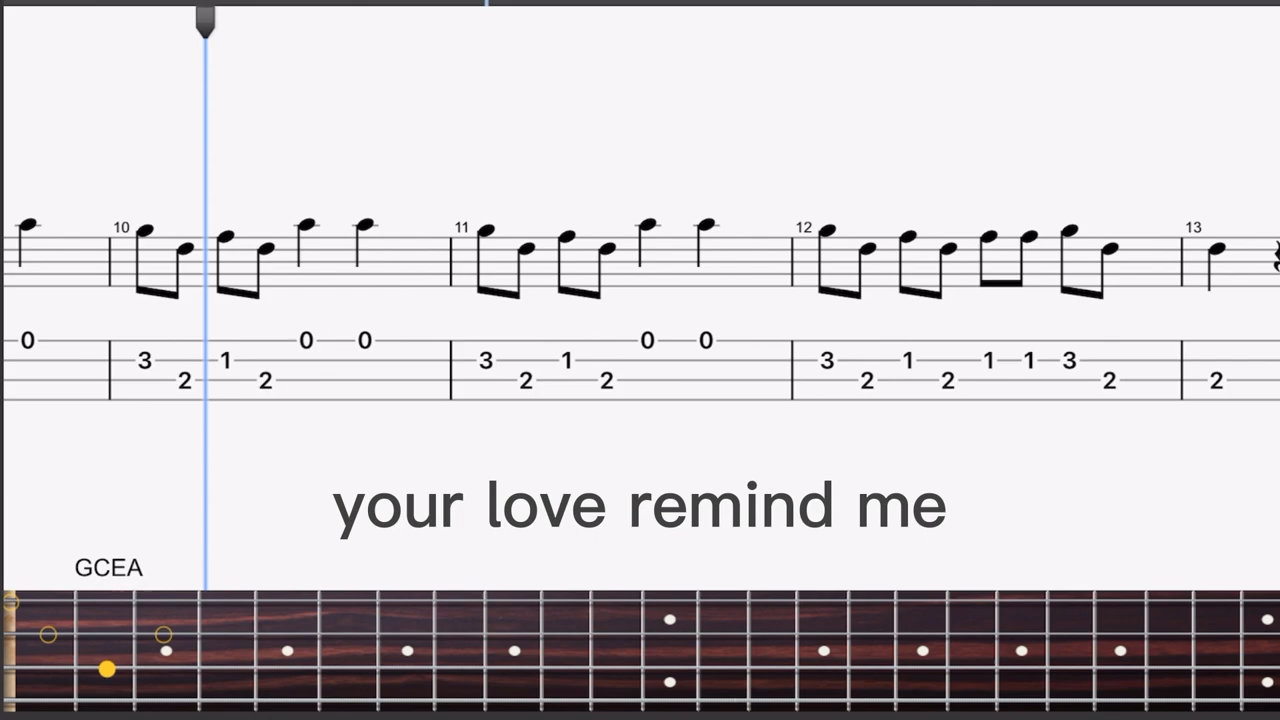 10 11 12 13
0 0 0 0 0
3 1 3 1 3 1 1 1 3
2 2 2 2 2 2 2 2
your love remind me
GCEA